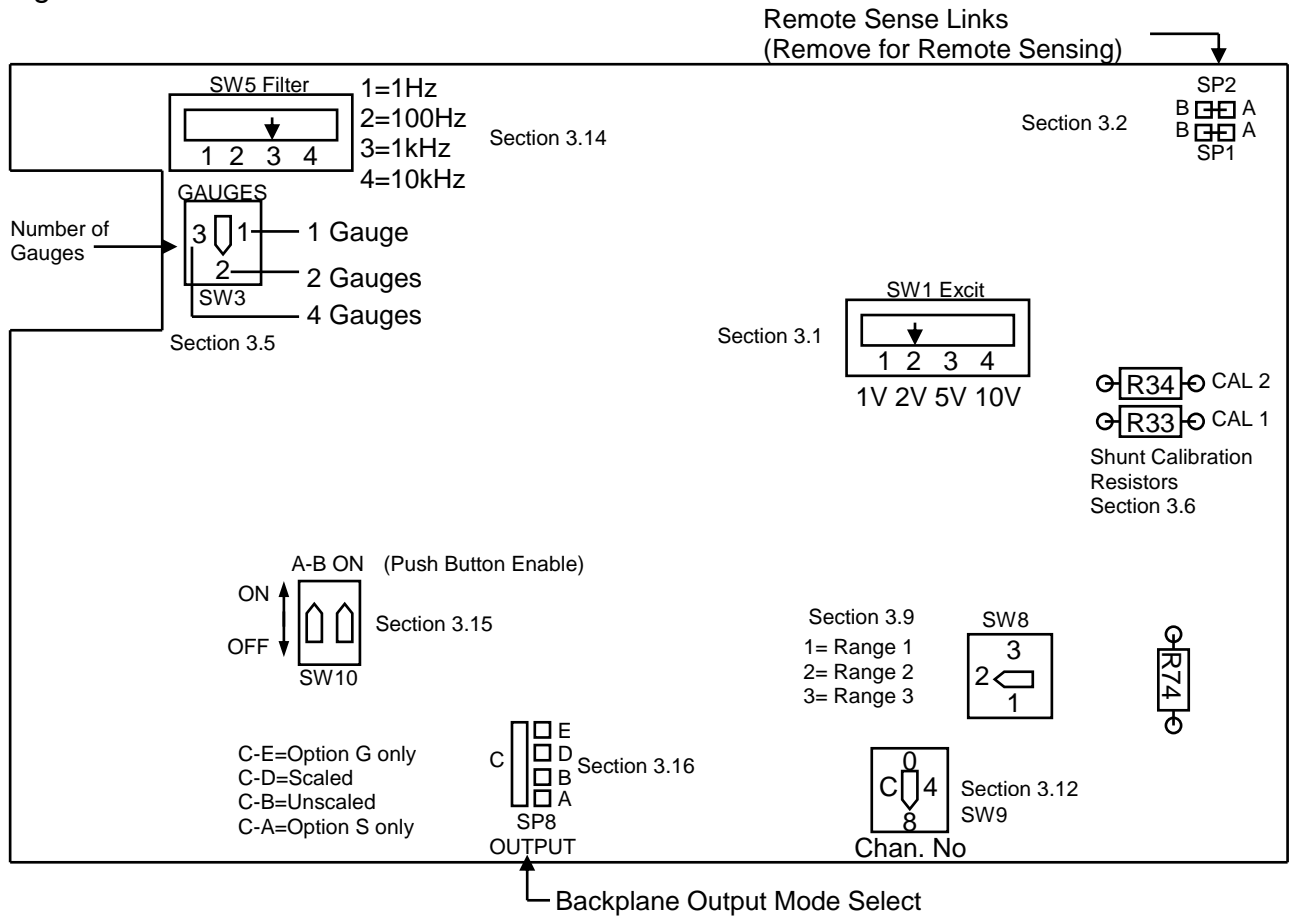 Remote Sense Links
(Remove for Remote Sensing)
SW5 Filter
1 2 3 4
1=1Hz
2=100Hz
3=1kHz
4=10kHz
Section 3.14
Section 3.2
SP2
B A
B A
SP1
GAUGES
Number of
Gauges
3 1
2
SW3
1 Gauge
2 Gauges
4 Gauges
Section 3.5
SW1 Excit
Section 3.1
1 2 3 4
1V 2V 5V 10V
R34 CAL 2
R33 CAL 1
Shunt Calibration
Resistors
Section 3.6
A-B ON (Push Button Enable)
ON
OFF
Section 3.15
SW10
Section 3.9
1= Range 1
2= Range 2
3= Range 3
SW8
3
2
1
R74
C-E=Option G only
C-D=Scaled
C-B=Unscaled
C-A=Option S only
C
E
D
B
A
Section 3.16
SP8
OUTPUT
0
C 4
8
Section 3.12
SW9
Chan. No
Backplane Output Mode Select